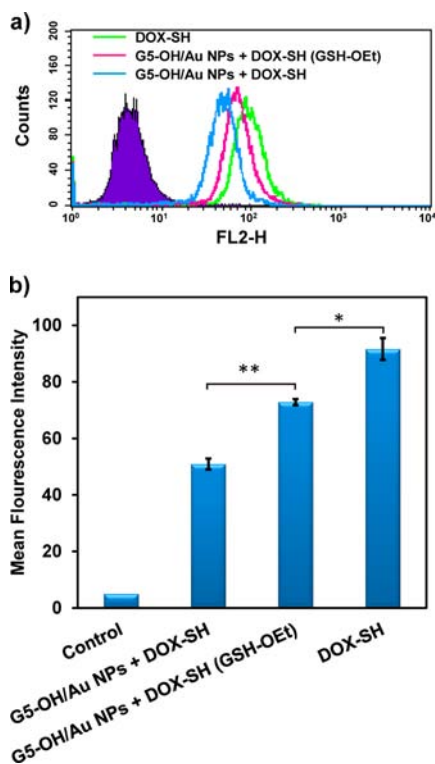 a)
DOX-SH
G5-OH/Au NPs + DOX-SH (GSH-OEt)
G5-OH/Au NPs + DOX-SH
Counts
200
160
120
80
40
0
10⁰
10¹
10²
10³
10⁴
FL2-H
b)
Mean Flourescence Intensity
100
80
60
40
20
0
**
*
Control
G5-OH/Au NPs + DOX-SH
G5-OH/Au NPs + DOX-SH (GSH-OEt)
DOX-SH